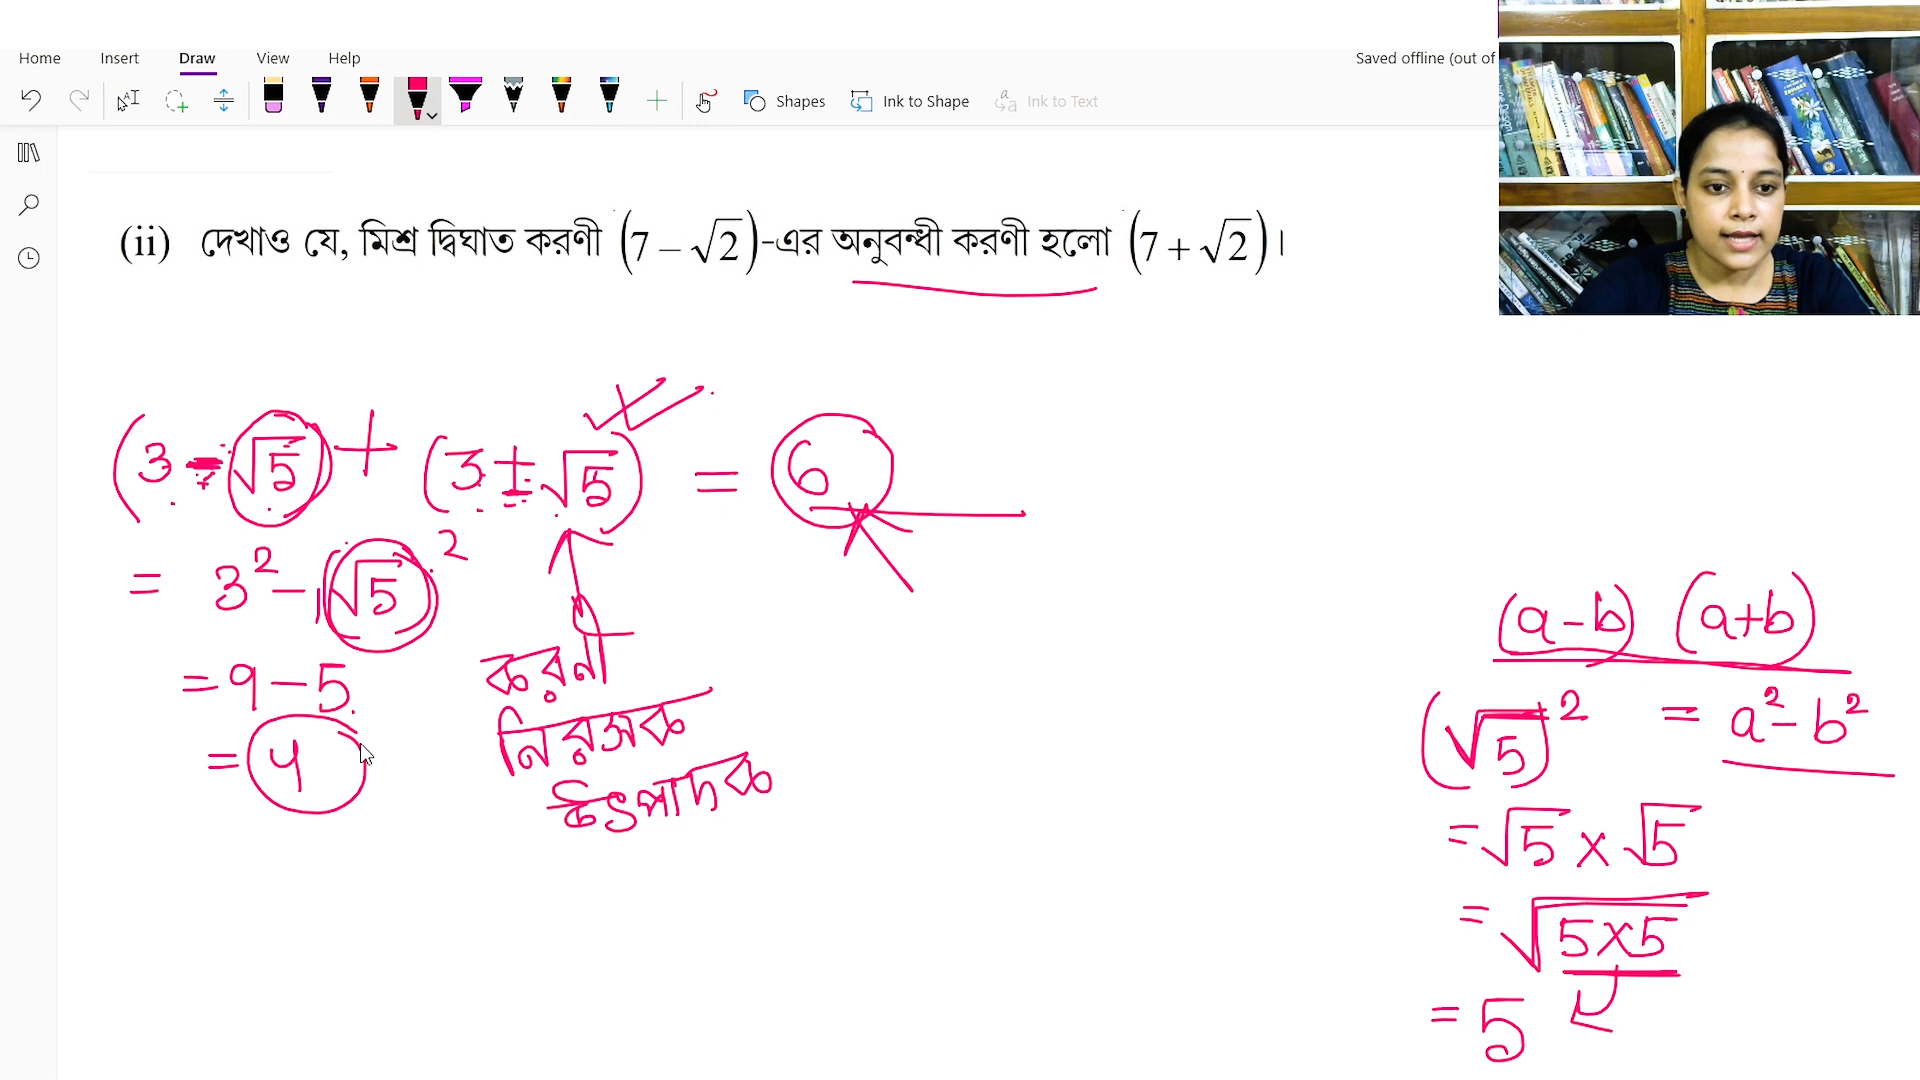 Home Insert Draw View Help
Saved offline (out of
Shapes Ink to Shape Ink to Text
(ii) দেখাও যে, মিশ্র দ্বিঘাত করণী (7 – √2)-এর অনুবন্ধী করণী হলো (7 + √2)।
(3 - √5) + (3 ± √5) = 6
= 3² - (√5)²
= 9 - 5
= 4
করণী
নিরসক
উৎপাদক
(a - b) (a + b)
= a² - b²
(√5)²
= √5 × √5
= √5×5
= 5